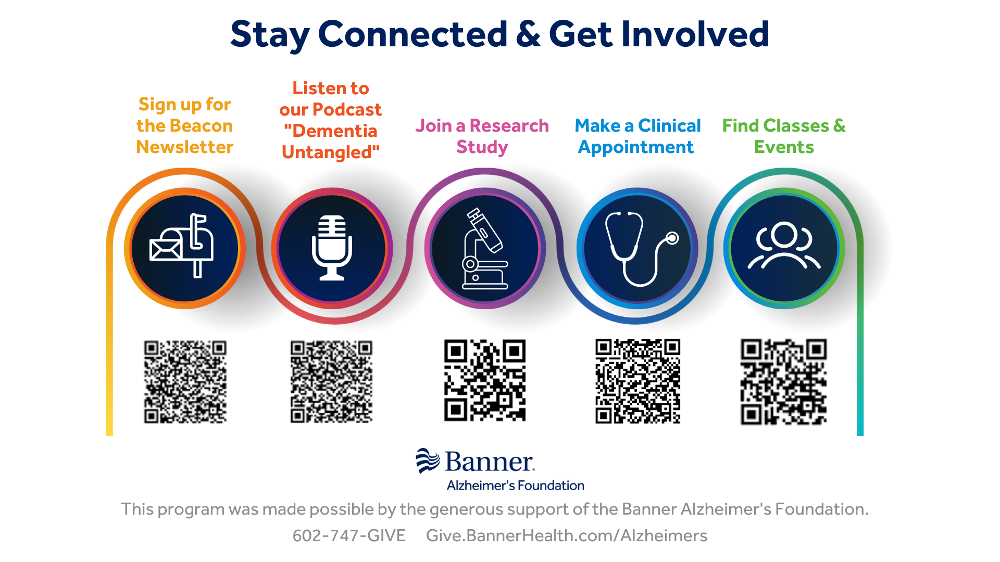 Stay Connected & Get Involved
Sign up for
the Beacon
Newsletter
Listen to
our Podcast
"Dementia
Untangled"
Join a Research
Study
Make a Clinical
Appointment
Find Classes &
Events
Banner®
Alzheimer's Foundation
This program was made possible by the generous support of the Banner Alzheimer's Foundation.
602-747-GIVE Give.BannerHealth.com/Alzheimers